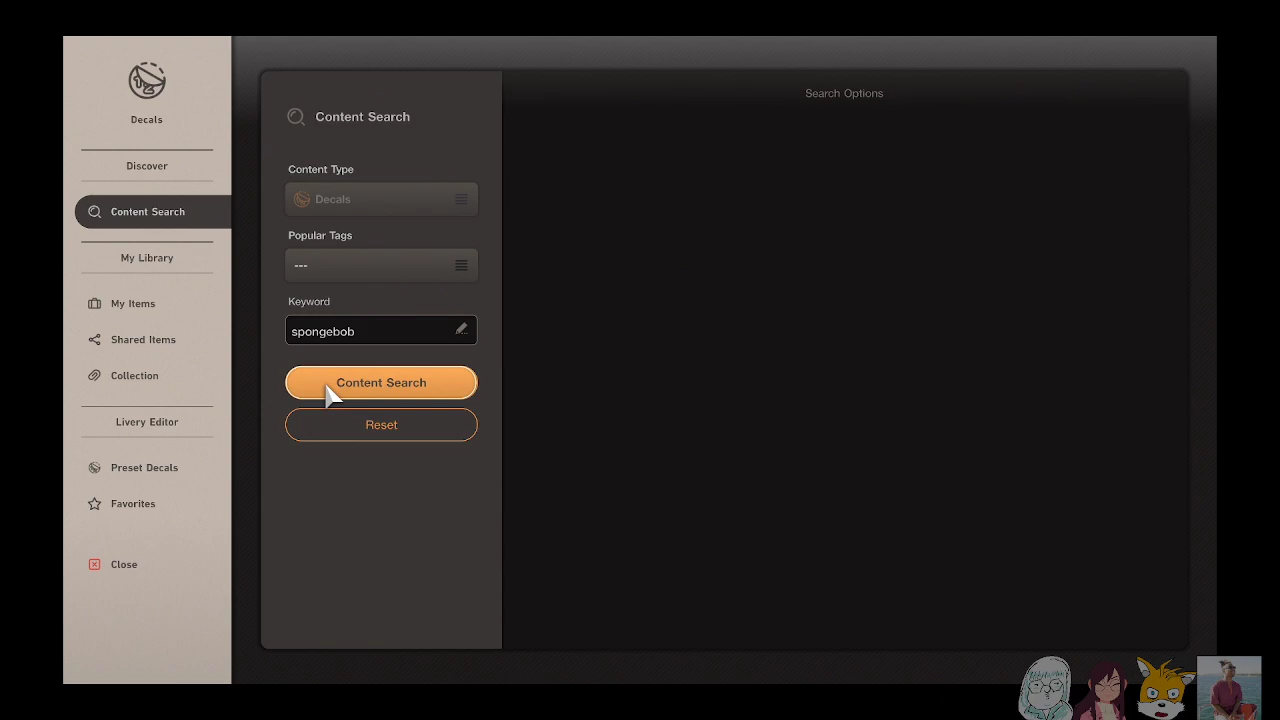 Decals
Discover
Content Search
My Library
My Items
Shared Items
Collection
Livery Editor
Preset Decals
Favorites
Close
Content Search
Content Type
Decals
Popular Tags
---
Keyword
spongebob
Content Search
Reset
Search Options